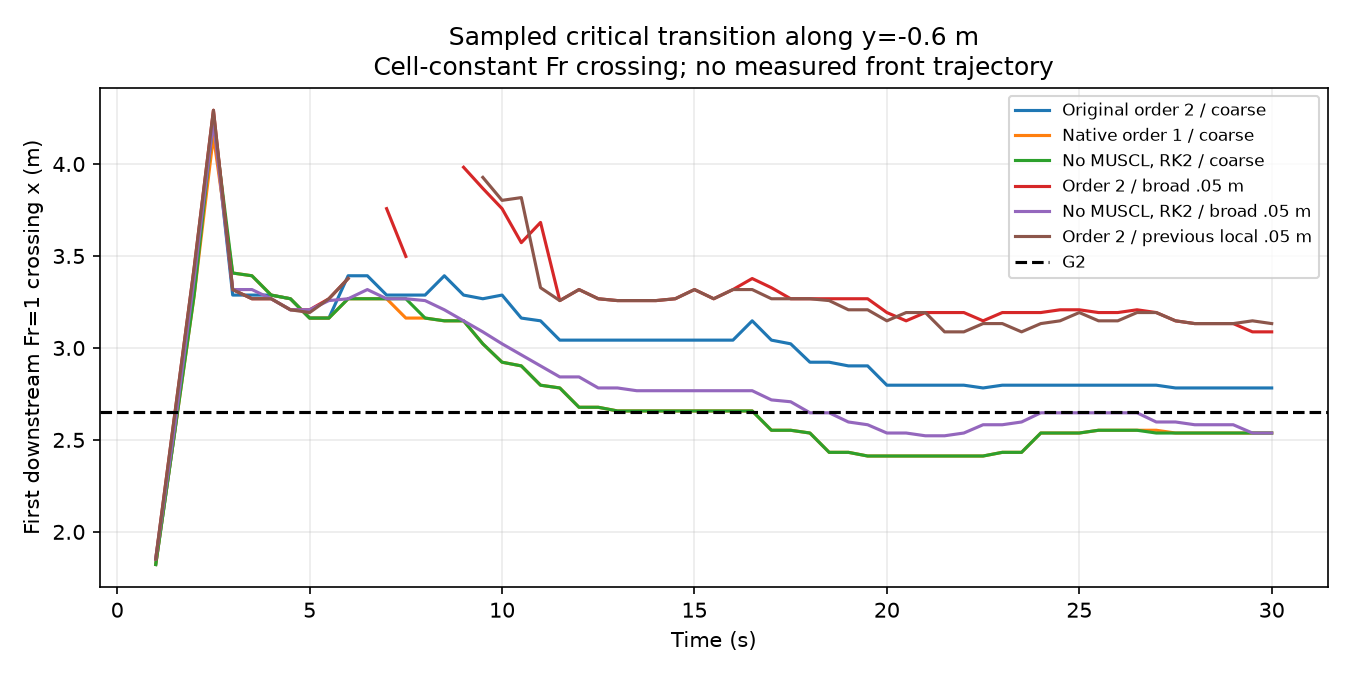 Sampled critical transition along y=-0.6 m
Cell-constant Fr crossing; no measured front trajectory
First downstream Fr=1 crossing x (m)
4.0
3.5
3.0
2.5
2.0
Original order 2 / coarse
Native order 1 / coarse
No MUSCL, RK2 / coarse
Order 2 / broad .05 m
No MUSCL, RK2 / broad .05 m
Order 2 / previous local .05 m
G2
0 5 10 15 20 25 30
Time (s)